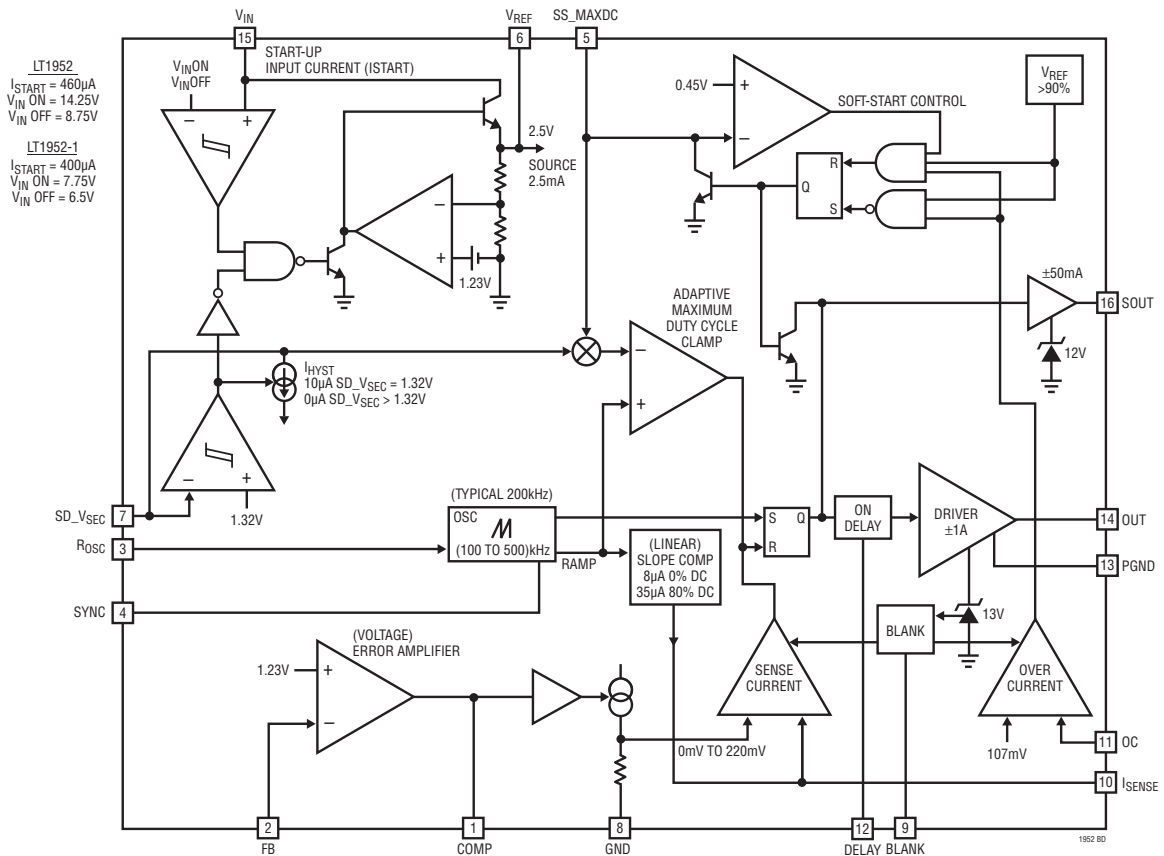 VIN
15
VREF
6
SS_MAXDC
5
LT1952
ISTART = 460µA
VIN ON = 14.25V
VIN OFF = 8.75V
LT1952-1
ISTART = 400µA
VIN ON = 7.75V
VIN OFF = 6.5V
START-UP
INPUT CURRENT (ISTART)
VINON
VINOFF
–
+
2.5V
SOURCE
2.5mA
–
+
1.23V
0.45V
+
–
SOFT-START CONTROL
VREF
>90%
R
Q
S
±50mA
16
SOUT
12V
ADAPTIVE
MAXIMUM
DUTY CYCLE
CLAMP
–
+
IHYST
10µA SD_VSEC = 1.32V
0µA SD_VSEC > 1.32V
–
+
1.32V
SD_VSEC
7
ROSC
3
SYNC
4
(TYPICAL 200kHz)
OSC
(100 TO 500)kHz
RAMP
(LINEAR)
SLOPE COMP
8µA 0% DC
35µA 80% DC
S
Q
R
ON
DELAY
DRIVER
±1A
14
OUT
13
PGND
13V
BLANK
SENSE
CURRENT
OVER
CURRENT
(VOLTAGE)
ERROR AMPLIFIER
1.23V
+
–
0mV TO 220mV
107mV
11
OC
10
ISENSE
2
FB
1
COMP
8
GND
12
DELAY
9
BLANK
1952 BD